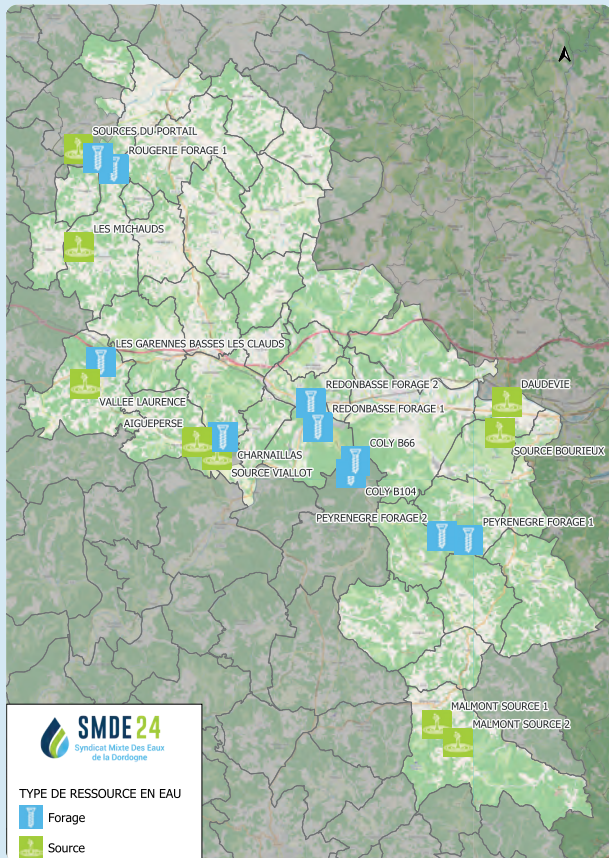 SOURCES DU PORTAIL
ROUGERIE FORAGE 1
LES MICHAUDS
LES GARENNES BASSES LES CLAUDS
VALLEE LAURENCE
AIGUEPERSE
CHARNAILLAS
SOURCE VIALLOT
REDONBASSE FORAGE 2
REDONBASSE FORAGE 1
DAUDEVIE
SOURCE BOURIEUX
COLY B66
COLY B104
PEYRENEGRE FORAGE 2
PEYRENEGRE FORAGE 1
MALMONT SOURCE 1
MALMONT SOURCE 2
SMDE 24
Syndicat Mixte Des Eaux
de la Dordogne
TYPE DE RESSOURCE EN EAU
Forage
Source